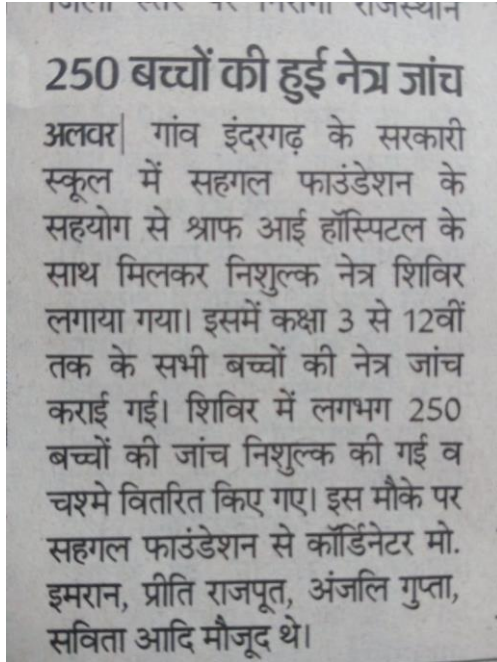 राजस्थान
250 बच्चों की हुई नेत्र जांच
अलवर| गांव इंदरगढ़ के सरकारी
स्कूल में सहगल फाउंडेशन के
सहयोग से श्राफ आई हॉस्पिटल के
साथ मिलकर निशुल्क नेत्र शिविर
लगाया गया। इसमें कक्षा 3 से 12वीं
तक के सभी बच्चों की नेत्र जांच
कराई गई। शिविर में लगभग 250
बच्चों की जांच निशुल्क की गई व
चश्मे वितरित किए गए। इस मौके पर
सहगल फाउंडेशन से कॉर्डिनेटर मो.
इमरान, प्रीति राजपूत, अंजलि गुप्ता,
सविता आदि मौजूद थे।